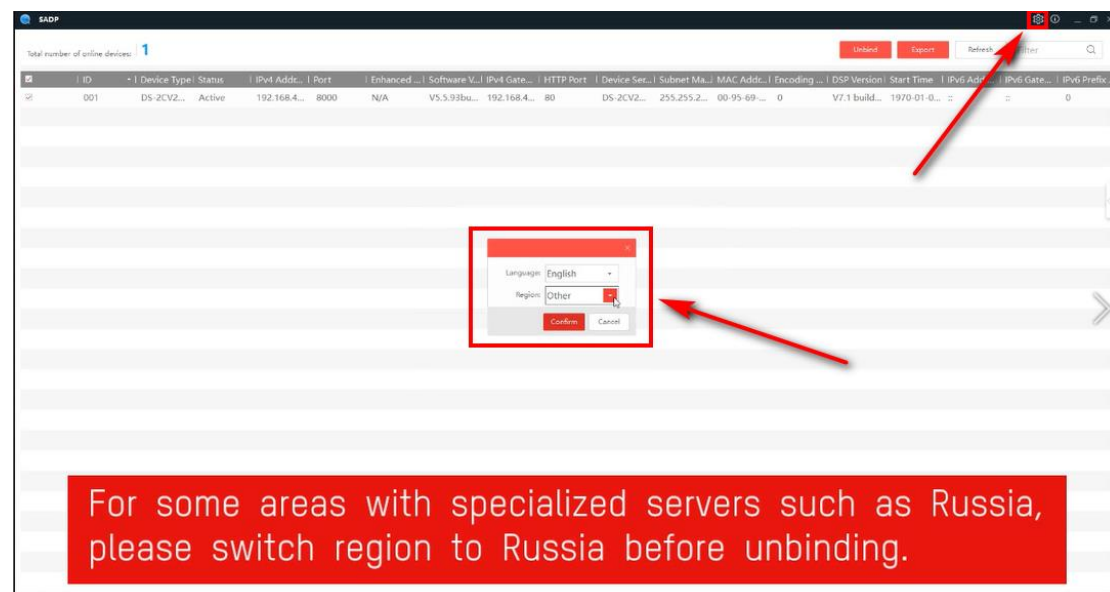 SADP
Total number of online devices: 1
Unbind Export Refresh Filter
ID Device Type Status IPv4 Addr... Port Enhanced ... Software V... IPv4 Gate... HTTP Port Device Ser... Subnet Ma... MAC Addr... Encoding ... DSP Version Start Time IPv6 Addr... IPv6 Gate... IPv6 Prefix
001 DS-2CV2... Active 192.168.4... 8000 N/A V5.5.93bu... 192.168.4... 80 DS-2CV2... 255.255.2... 00-95-69-... 0 V7.1 build... 1970-01-0... :: :: 0
Language: English
Region: Other
Confirm Cancel
For some areas with specialized servers such as Russia,
please switch region to Russia before unbinding.